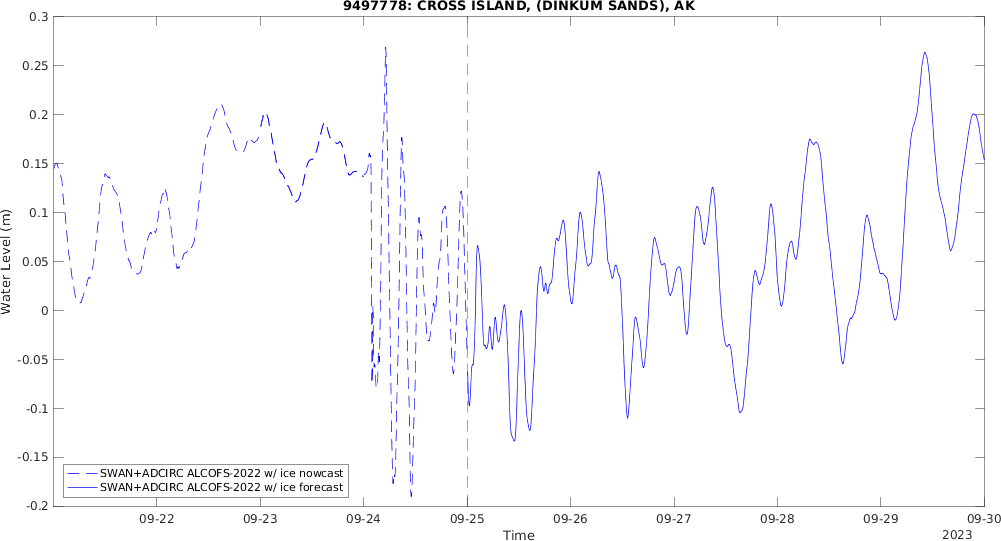 9497778: CROSS ISLAND, (DINKUM SANDS), AK
0.3
0.25
0.2
0.15
0.1
0.05
0
-0.05
-0.1
-0.15
-0.2
Water Level (m)
SWAN+ADCIRC ALCOFS-2022 w/ ice nowcast
SWAN+ADCIRC ALCOFS-2022 w/ ice forecast
09-22 09-23 09-24 09-25 09-26 09-27 09-28 09-29 09-30
Time
2023